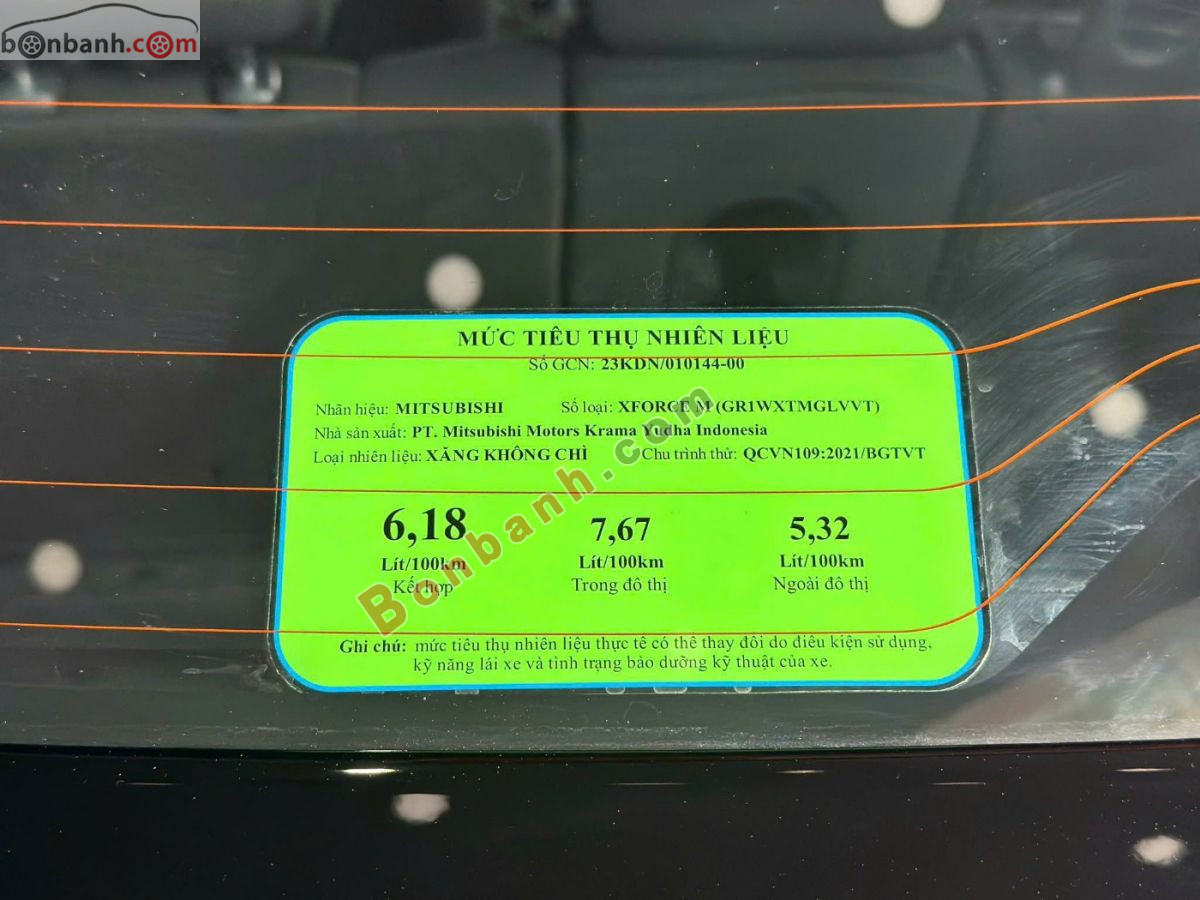 bonbanh.com
MỨC TIÊU THỤ NHIÊN LIỆU
Số GCN: 23KDN/010144-00
Nhãn hiệu: MITSUBISHI Số loại: XFORCE M (GR1WXTMGLVVT)
Nhà sản xuất: PT. Mitsubishi Motors Krama Yudha Indonesia
Loại nhiên liệu: XĂNG KHÔNG CHÌ Chu trình thử: QCVN109:2021/BGTVT
6,18 7,67 5,32
Lít/100km Lít/100km Lít/100km
Kết hợp Trong đô thị Ngoài đô thị
Bonbanh.com
Ghi chú: mức tiêu thụ nhiên liệu thực tế có thể thay đổi do điều kiện sử dụng,
kỹ năng lái xe và tình trạng bảo dưỡng kỹ thuật của xe.